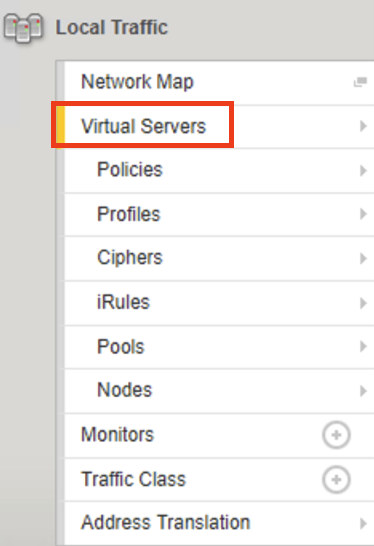 Local Traffic
Network Map
Virtual Servers
Policies
Profiles
Ciphers
iRules
Pools
Nodes
Monitors
Traffic Class
Address Translation